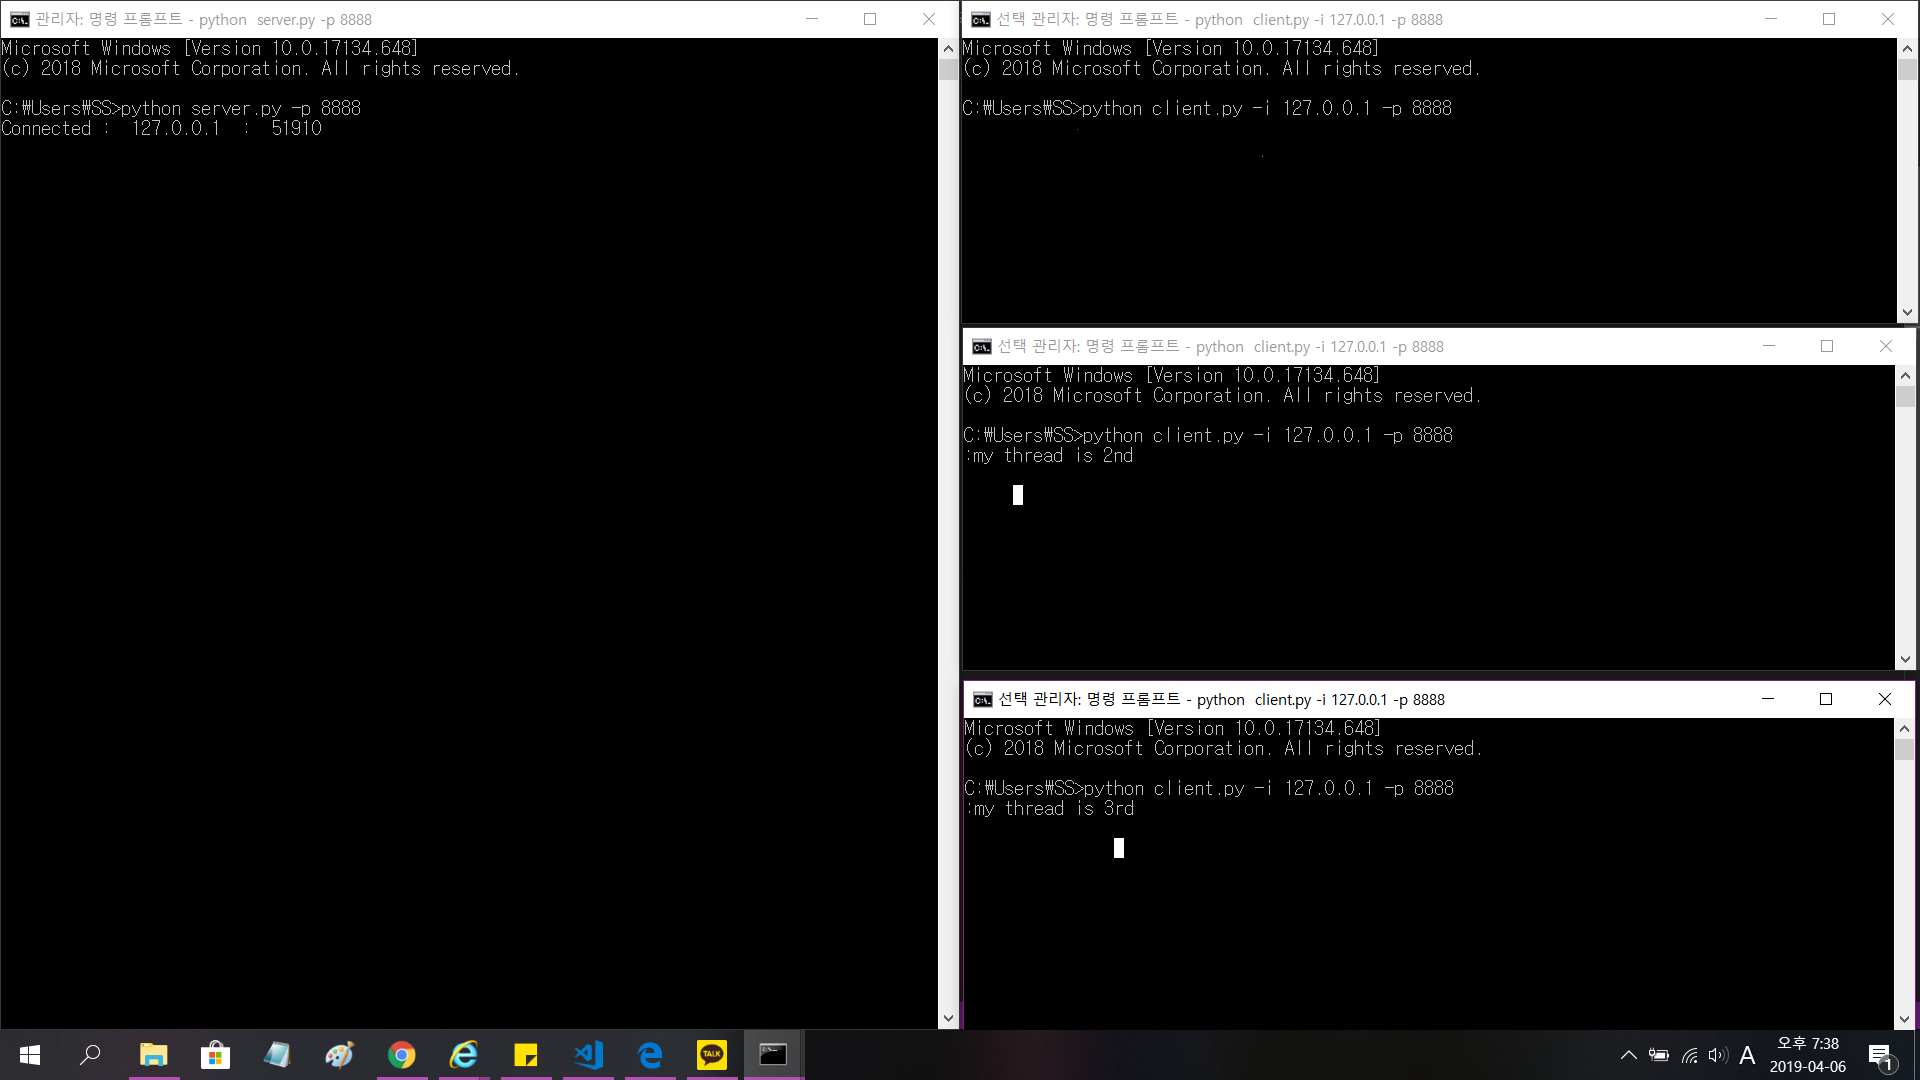 관리자: 명령 프롬프트 - python  server.py -p 8888
Microsoft Windows [Version 10.0.17134.648]
(c) 2018 Microsoft Corporation. All rights reserved.
C:₩Users₩SS>python server.py -p 8888
Connected :  127.0.0.1  :  51910
선택 관리자: 명령 프롬프트 - python  client.py -i 127.0.0.1 -p 8888
Microsoft Windows [Version 10.0.17134.648]
(c) 2018 Microsoft Corporation. All rights reserved.
C:₩Users₩SS>python client.py -i 127.0.0.1 -p 8888
선택 관리자: 명령 프롬프트 - python  client.py -i 127.0.0.1 -p 8888
Microsoft Windows [Version 10.0.17134.648]
(c) 2018 Microsoft Corporation. All rights reserved.
C:₩Users₩SS>python client.py -i 127.0.0.1 -p 8888
:my thread is 2nd
선택 관리자: 명령 프롬프트 - python  client.py -i 127.0.0.1 -p 8888
Microsoft Windows [Version 10.0.17134.648]
(c) 2018 Microsoft Corporation. All rights reserved.
C:₩Users₩SS>python client.py -i 127.0.0.1 -p 8888
:my thread is 3rd
TALK
A
오후 7:38
2019-04-06
1